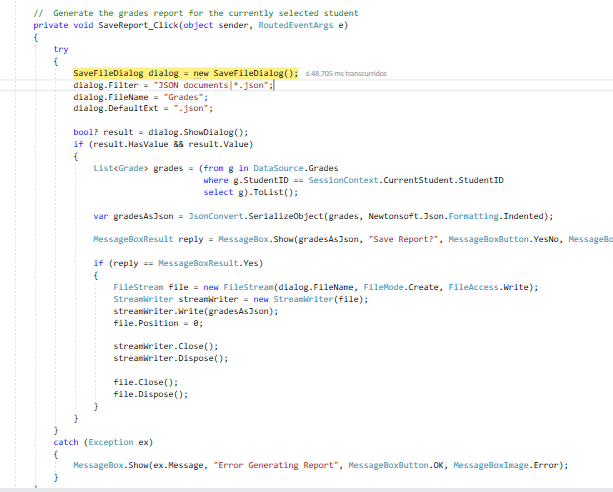 //  Generate the grades report for the currently selected student
private void SaveReport_Click(object sender, RoutedEventArgs e)
{
try
{
SaveFileDialog dialog = new SaveFileDialog(); ≤ 48.705 ms transcurridos
dialog.Filter = "JSON documents|*.json";
dialog.FileName = "Grades";
dialog.DefaultExt = ".json";
bool? result = dialog.ShowDialog();
if (result.HasValue && result.Value)
{
List<Grade> grades = (from g in DataSource.Grades
where g.StudentID == SessionContext.CurrentStudent.StudentID
select g).ToList();
var gradesAsJson = JsonConvert.SerializeObject(grades, Newtonsoft.Json.Formatting.Indented);
MessageBoxResult reply = MessageBox.Show(gradesAsJson, "Save Report?", MessageBoxButton.YesNo, MessageBo
if (reply == MessageBoxResult.Yes)
{
FileStream file = new FileStream(dialog.FileName, FileMode.Create, FileAccess.Write);
StreamWriter streamWriter = new StreamWriter(file);
streamWriter.Write(gradesAsJson);
file.Position = 0;
streamWriter.Close();
streamWriter.Dispose();
file.Close();
file.Dispose();
}
}
}
catch (Exception ex)
{
MessageBox.Show(ex.Message, "Error Generating Report", MessageBoxButton.OK, MessageBoxImage.Error);
}